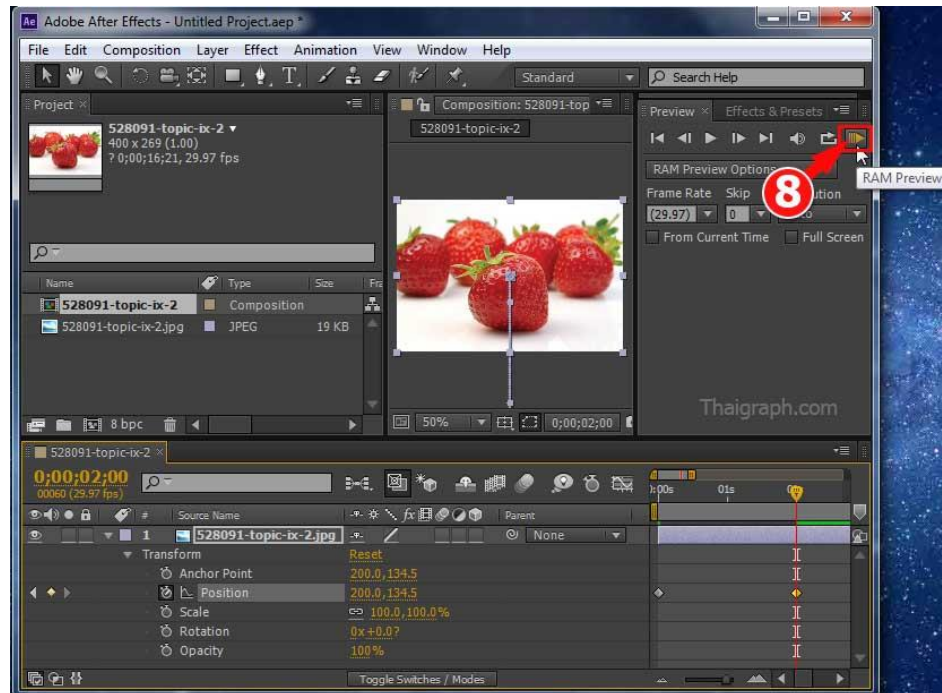 Adobe After Effects - Untitled Project.aep *
File Edit Composition Layer Effect Animation View Window Help
Standard Search Help
Project
528091-topic-ix-2
400 x 269 (1.00)
? 0;00;16;21, 29.97 fps
Composition: 528091-top
528091-topic-ix-2
Preview Effects & Presets
8
RAM Preview
RAM Preview Options
Frame Rate Skip
(29.97) 0
From Current Time Full Screen
Name Type Size
528091-topic-ix-2 Composition
528091-topic-ix-2.jpg JPEG 19 KB
Thaigraph.com
8 bpc
50% 0;00;02;00
528091-topic-ix-2
0;00;02;00
00060 (29.97 fps)
01s
# Source Name Parent
1 528091-topic-ix-2.jpg None
Transform Reset
Anchor Point 200.0,134.5
Position 200.0,134.5
Scale 100.0,100.0%
Rotation 0x+0.0?
Opacity 100%
Toggle Switches / Modes